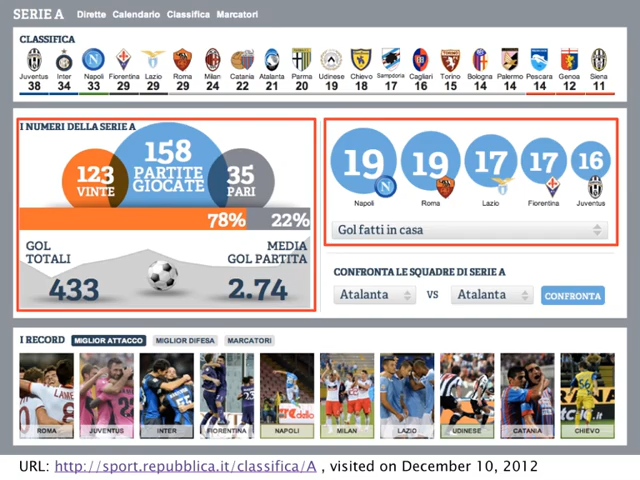 SERIE A Dirette Calendario Classifica Marcatori
CLASSIFICA
Juventus Inter Napoli Fiorentina Lazio Roma Milan Catania Atalanta Parma Udinese Chievo Sampdoria Cagliari Torino Bologna Palermo Pescara Genoa Siena
38 34 33 29 29 29 24 22 21 20 19 18 17 16 15 14 14 14 12 11
I NUMERI DELLA SERIE A
123 VINTE
158 PARTITE GIOCATE
35 PARI
78% 22%
GOL TOTALI
433
MEDIA GOL PARTITA
2.74
19 19 17 17 16
Napoli Roma Lazio Fiorentina Juventus
Gol fatti in casa
CONFRONTA LE SQUADRE DI SERIE A
Atalanta VS Atalanta CONFRONTA
I RECORD MIGLIOR ATTACCO MIGLIOR DIFESA MARCATORI
ROMA JUVENTUS INTER FIORENTINA NAPOLI MILAN LAZIO UDINESE CATANIA CHIEVO
URL: http://sport.repubblica.it/classifica/A , visited on December 10, 2012